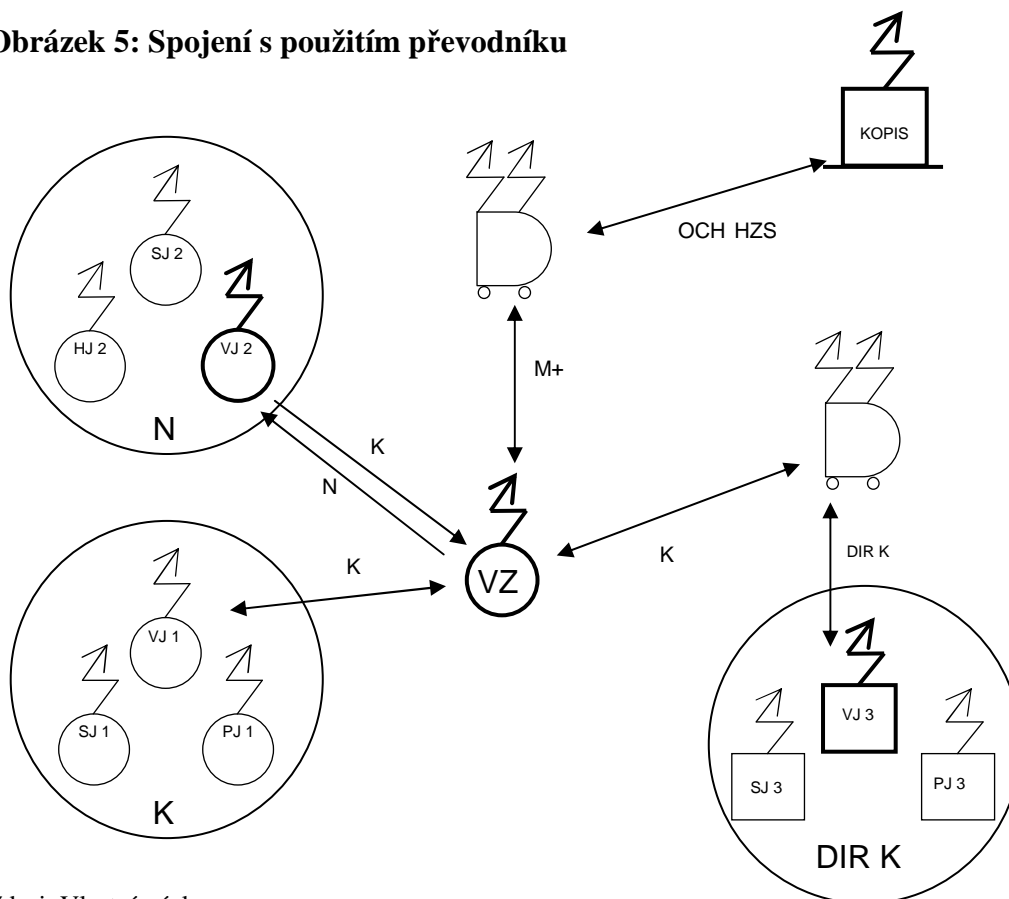 Obrázek 5: Spojení s použitím převodníku
KOPIS
SJ 2
OCH HZS
HJ 2
VJ 2
M+
N
K
N
VZ
K
K
DIR K
VJ 1
SJ 1
PJ 1
VJ 3
SJ 3
PJ 3
K
DIR K